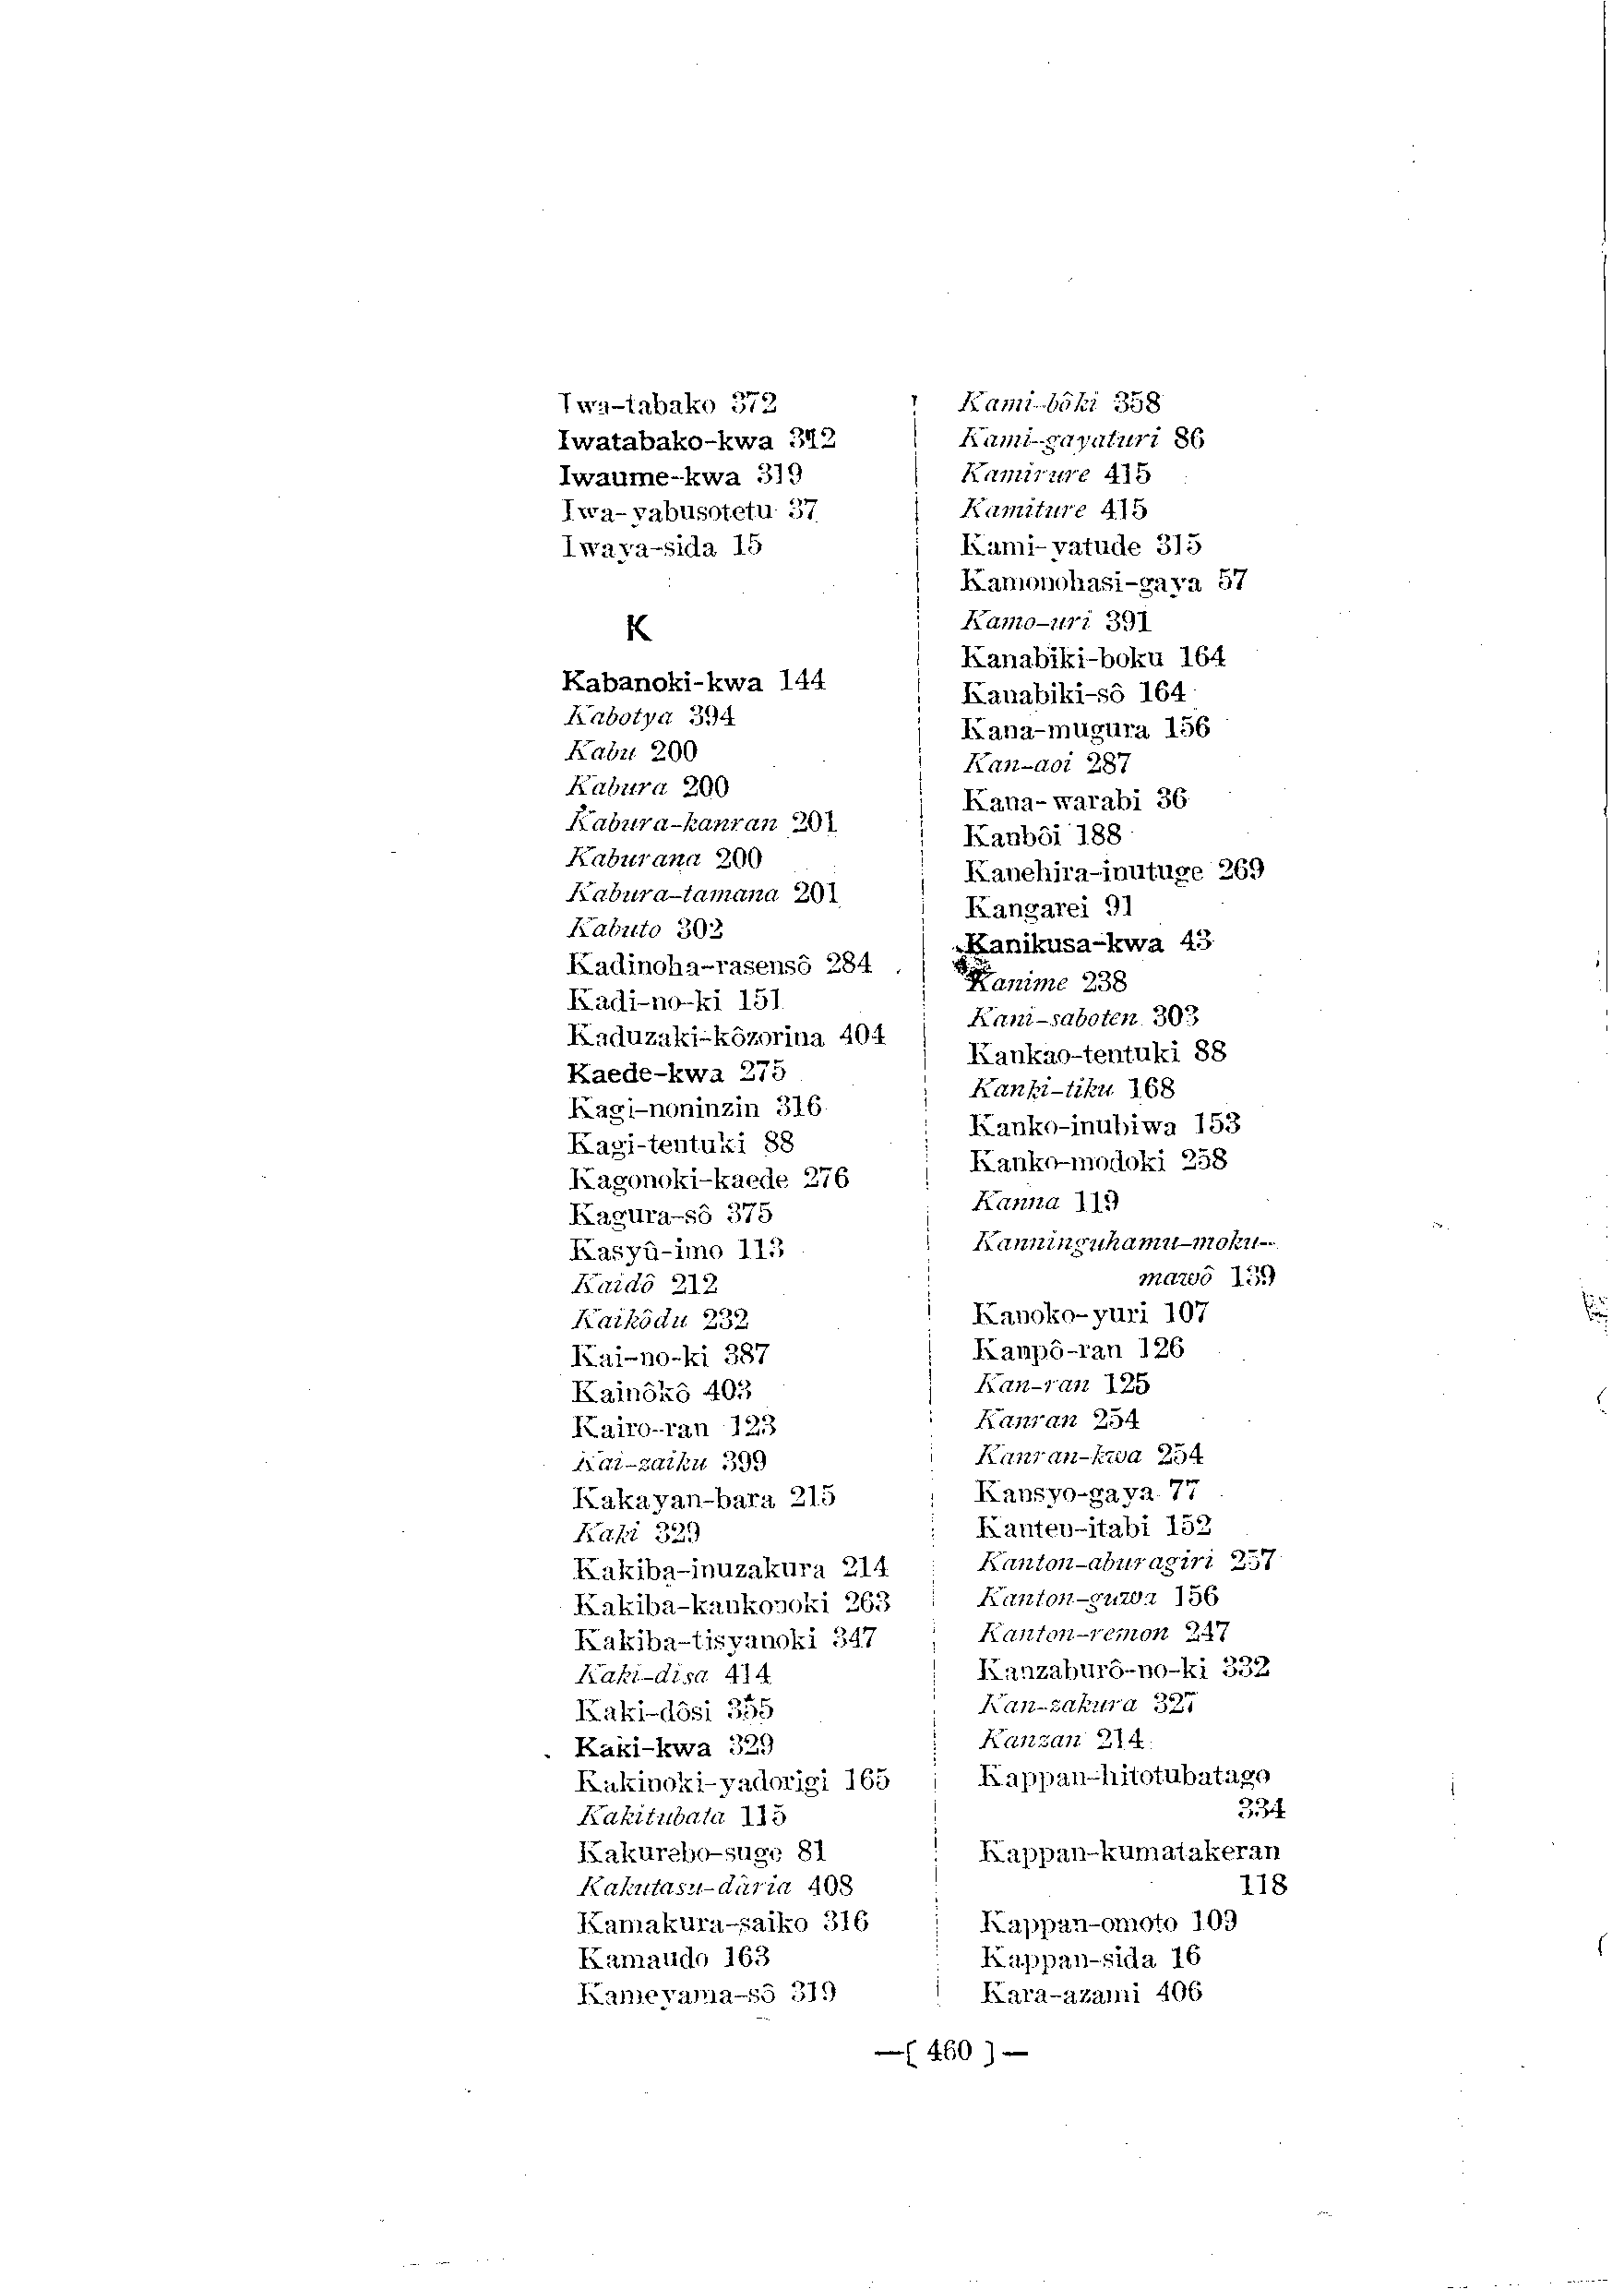 Iwa-tabako 372
Iwatabako-kwa 372
Iwaume-kwa 319
Iwa-yabusotetu 37
Iwaya-sida 15
K
Kabanoki-kwa 144
Kabotya 394
Kabu 200
Kabura 200
Kabura-kanran 201
Kaburana 200
Kabura-tamana 201
Kabuto 302
Kadinoha-rasensô 284
Kadi-no-ki 151
Kaduzaki-kôzorina 404
Kaede-kwa 275
Kagi-noninzin 316
Kagi-tentuki 88
Kagonoki-kaede 276
Kagura-sô 375
Kasyû-imo 113
Kaidô 212
Kaikôdu 232
Kai-no-ki 387
Kainôkô 403
Kairo-ran 123
Kai-zaiku 399
Kakayan-bara 215
Kaki 329
Kakiba-inuzakura 214
Kakiba-kankonoki 263
Kakiba-tisyanoki 347
Kaki-disa 414
Kaki-dôsi 355
Kaki-kwa 329
Kakinoki-yadorigi 165
Kakitubata 115
Kakurebo-suge 81
Kakutasu-dâria 408
Kamakura-saiko 316
Kamaudo 163
Kameyama-sô 319
Kami-bôki 358
Kami-gayaturi 86
Kamirure 415
Kamiture 415
Kami-yatude 315
Kamonohasi-gaya 57
Kamo-uri 391
Kanabiki-boku 164
Kanabiki-sô 164
Kana-mugura 156
Kan-aoi 287
Kana-warabi 36
Kanbôi 188
Kanehira-inutuge 269
Kangarei 91
Kanikusa-kwa 43
Kanime 238
Kani-saboten 303
Kankao-tentuki 88
Kanki-tiku 168
Kanko-inubiwa 153
Kanko-modoki 258
Kanna 119
Kanninguhamu-moku-
mawô 139
Kanoko-yuri 107
Kanpô-ran 126
Kan-ran 125
Kanran 254
Kanran-kwa 254
Kansyo-gaya 77
Kanten-itabi 152
Kanton-aburagiri 257
Kanton-guwa 156
Kanton-remon 247
Kanzaburô-no-ki 332
Kan-zakura 327
Kanzan 214
Kappan-hitotubatago
334
Kappan-kumatakeran
118
Kappan-omoto 109
Kappan-sida 16
Kara-azami 406
—( 460 )—